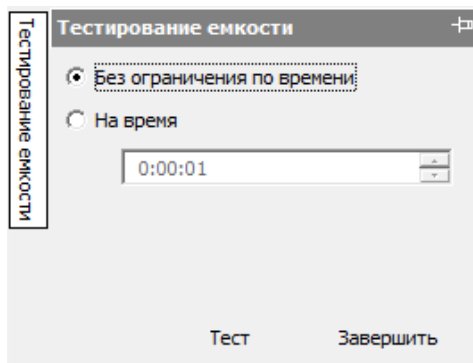 Тестирование емкости
Тестирование емкости
Без ограничения по времени
На время
0:00:01
Тест
Завершить